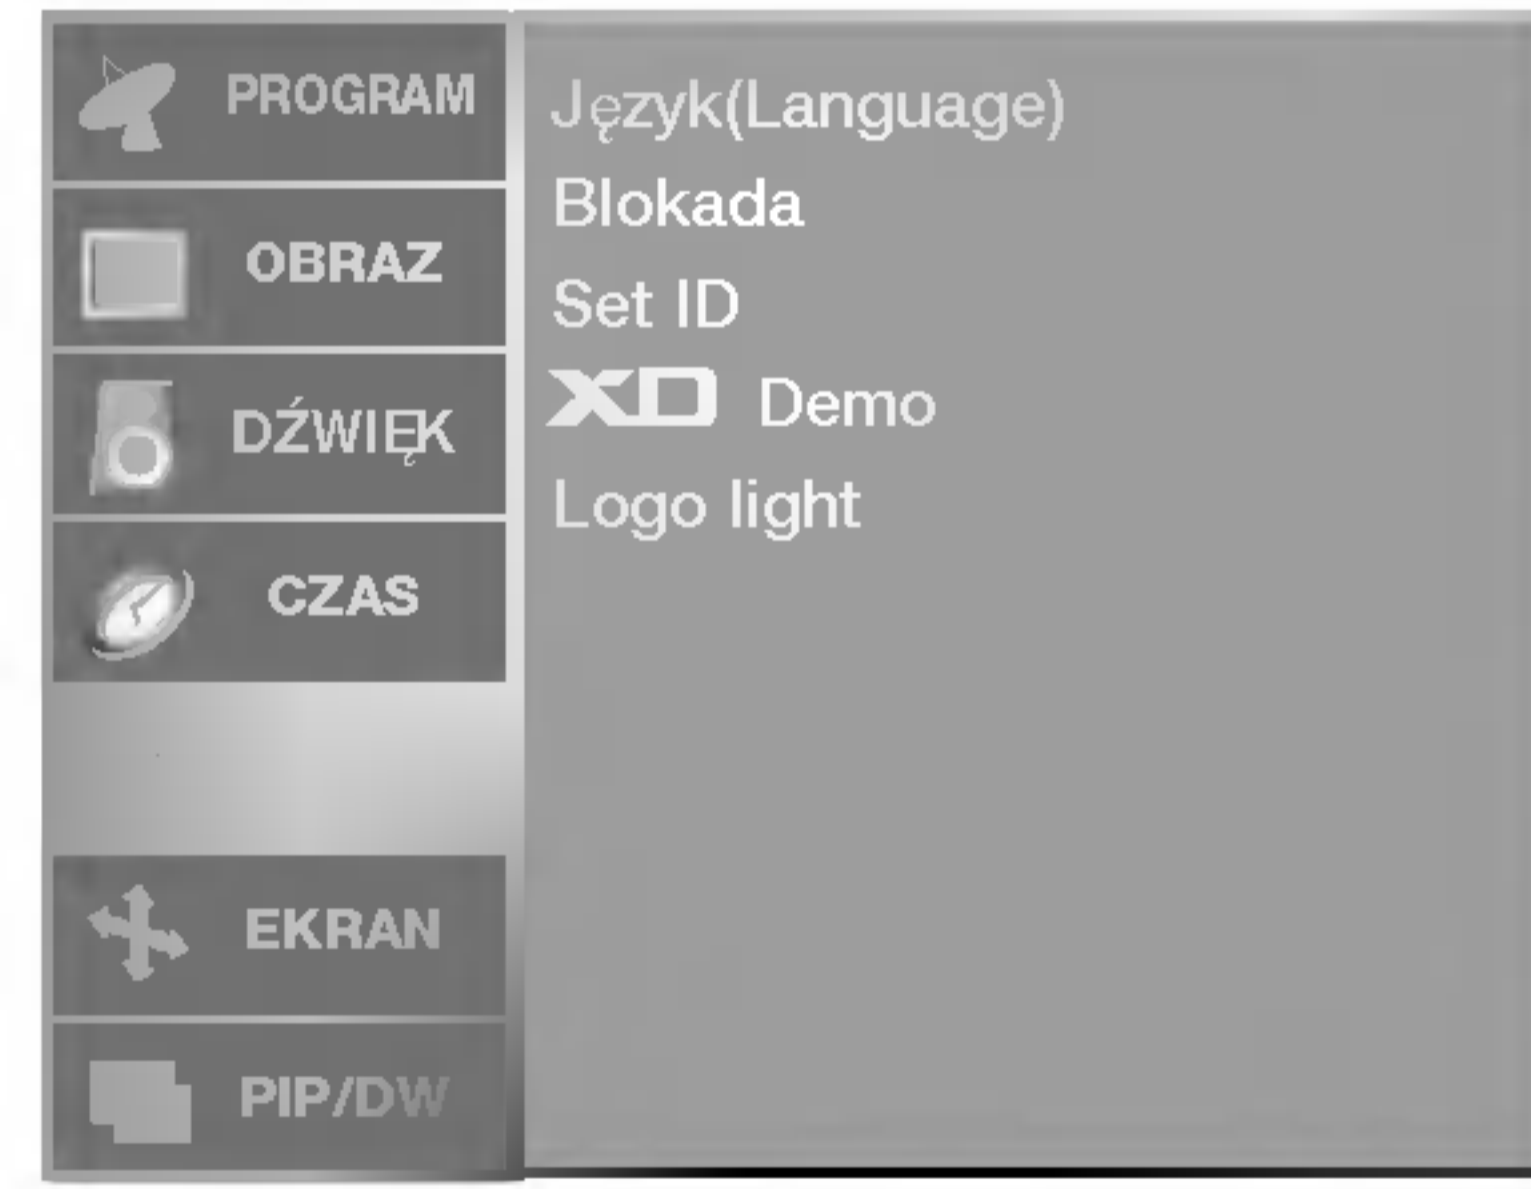 PROGRAM
OBRAZ
DŹWIĘK
CZAS
EKRAN
PIP/DW
Język(Language)
Blokada
Set ID
XD Demo
Logo light